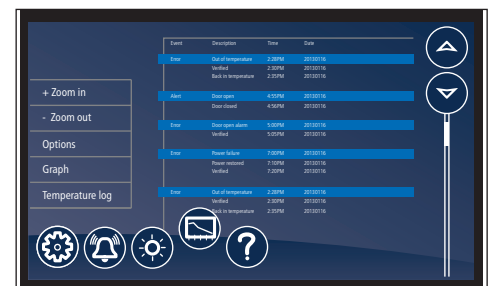 Event Discription Time Date
Error Out of temperature 2:28PM 20130116
Verified 2:30PM 20130116
Back in temperature 2:35PM 20130116
Alert Door open 4:55PM 20130116
Door closed 4:56PM 20130116
Error Door open alarm 5.00PM 20130116
Verified 5:05PM 20130116
Error Power failure 7:00PM 20130116
Power restored 7:10PM 20130116
Verified 7.20PM 20130116
Error Out of temperature 2:28PM 20130116
Verified 2:30PM 20130116
Back in temperature 2:35PM 20130116
+ Zoom in
- Zoom out
Options
Graph
Temperature log
?